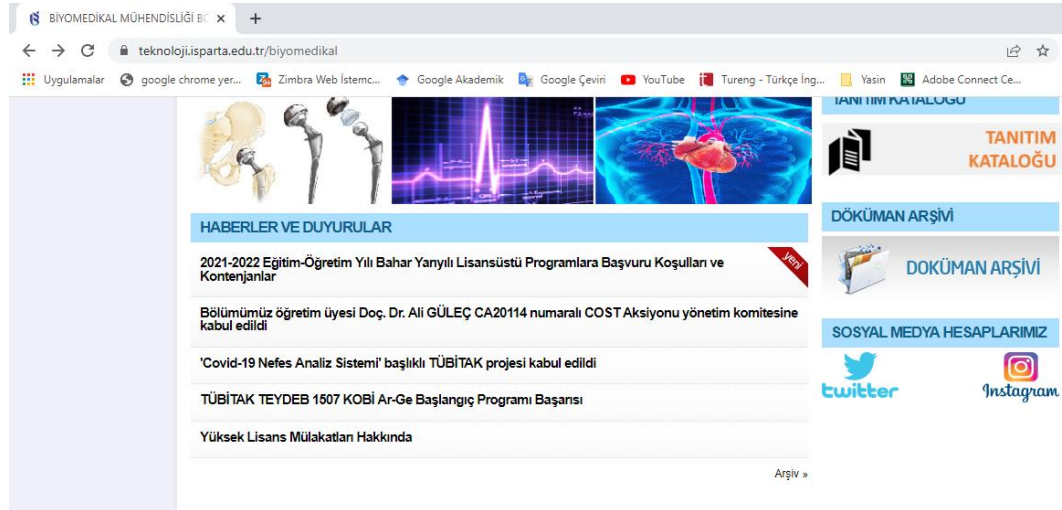 BİYOMEDİKAL MÜHENDİSLİĞİ BÖ
teknoloji.isparta.edu.tr/biyomedikal
Uygulamalar google chrome yer... Zimbra Web İstemc... Google Akademik Google Çeviri YouTube Tureng - Türkçe İng... Yasin Adobe Connect Ce...
TANITIM KATALOĞU
TANITIM
KATALOĞU
HABERLER VE DUYURULAR
2021-2022 Eğitim-Öğretim Yılı Bahar Yarıyılı Lisansüstü Programlara Başvuru Koşulları ve
Kontenjanlar
yeni
Bölümümüz öğretim üyesi Doç. Dr. Ali GÜLEÇ CA20114 numaralı COST Aksiyonu yönetim komitesine
kabul edildi
'Covid-19 Nefes Analiz Sistemi' başlıklı TÜBİTAK projesi kabul edildi
TÜBİTAK TEYDEB 1507 KOBİ Ar-Ge Başlangıç Programı Başarısı
Yüksek Lisans Mülakatları Hakkında
Arşiv »
DÖKÜMAN ARŞİVİ
DOKÜMAN ARŞİVİ
SOSYAL MEDYA HESAPLARIMIZ
twitter
Instagram